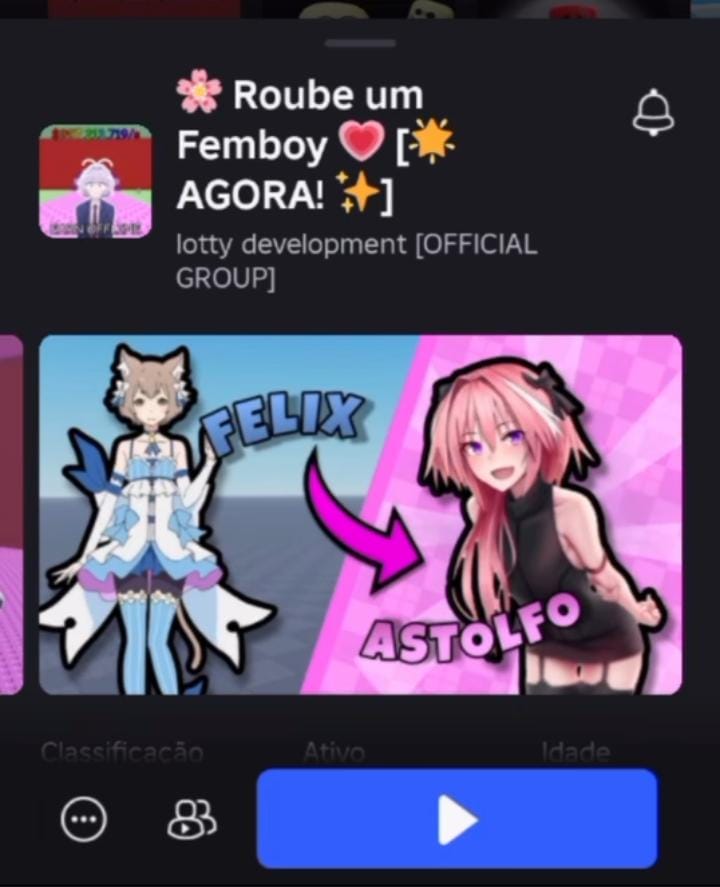 🌸 Roube um
Femboy 💗 [🌟
AGORA! ✨]
lotty development [OFFICIAL
GROUP]
FELIX
ASTOLFO
Classificação
Ativo
Idade